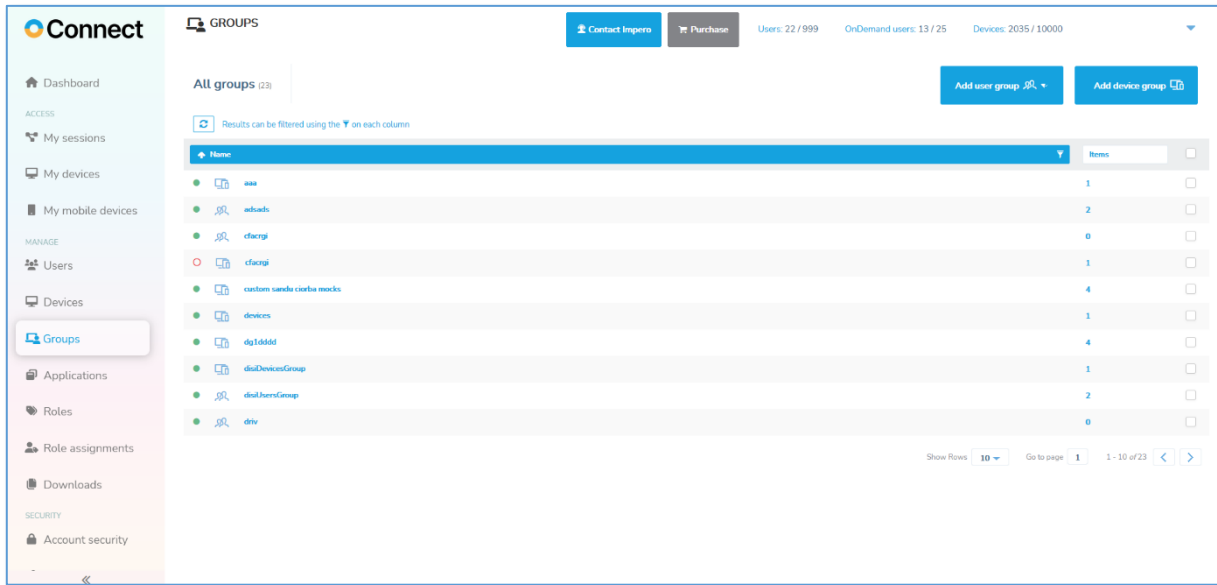 Connect
GROUPS
Contact Impero
Purchase
Users: 22 / 999
OnDemand users: 13 / 25
Devices: 2035 / 10000
Dashboard
ACCESS
My sessions
My devices
My mobile devices
MANAGE
Users
Devices
Groups
Applications
Roles
Role assignments
Downloads
SECURITY
Account security
All groups (23)
Add user group
Add device group
Results can be filtered using the on each column
Name Items
aaa 1
adsads 2
cfacrgi 0
cfacrgi 1
custom sandu ciorba mocks 4
devices 1
dg1dddd 4
disiDevicesGroup 1
disiUsersGroup 2
driv 0
Show Rows 10 Go to page 1 1 - 10 of 23